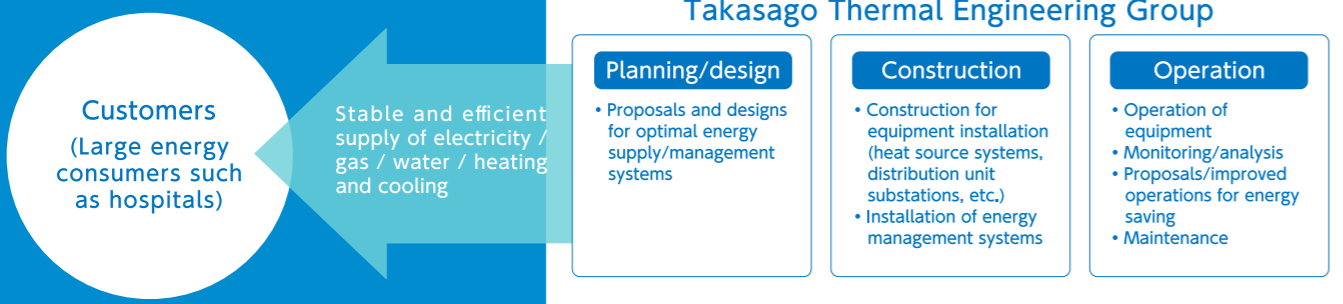 Takasago Thermal Engineering Group
Customers
(Large energy
consumers such
as hospitals)
Stable and efficient
supply of electricity /
gas / water / heating
and cooling
Planning/design
• Proposals and designs
for optimal energy
supply/management
systems
Construction
• Construction for
equipment installation
(heat source systems,
distribution unit
substations, etc.)
• Installation of energy
management systems
Operation
• Operation of
equipment
• Monitoring/analysis
• Proposals/improved
operations for energy
saving
• Maintenance